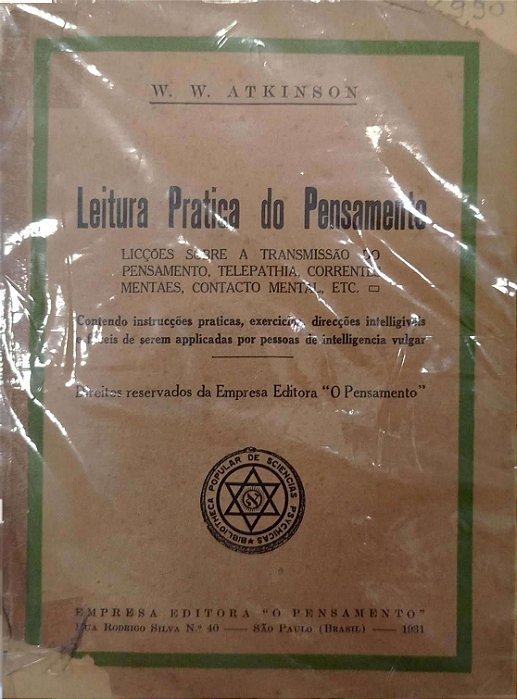 2990
W. W. ATKINSON
Leitura Pratica do Pensamento
LICÇÕES SOBRE A TRANSMISSÃO DO
PENSAMENTO, TELEPATHIA, CORRENTES
MENTAES, CONTACTO MENTAL, ETC.
Contendo instrucções praticas, exercicios, direcções intelligiveis
e faceis de serem applicadas por pessoas de intelligencia vulgar
Direitos reservados da Empresa Editora "O Pensamento"
BIBLIOTHECA POPULAR DE SCIENCIAS PSYCHICAS
EMPRESA EDITORA "O PENSAMENTO"
RUA RODRIGO SILVA N.º 40 — SÃO PAULO (BRASIL) — 1931